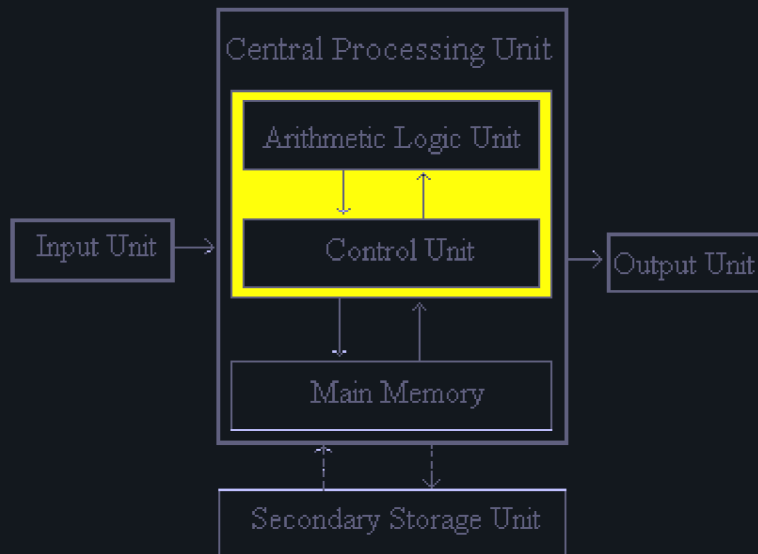 Central Processing Unit
Arithmetic Logic Unit
Input Unit
Control Unit
Output Unit
Main Memory
Secondary Storage Unit